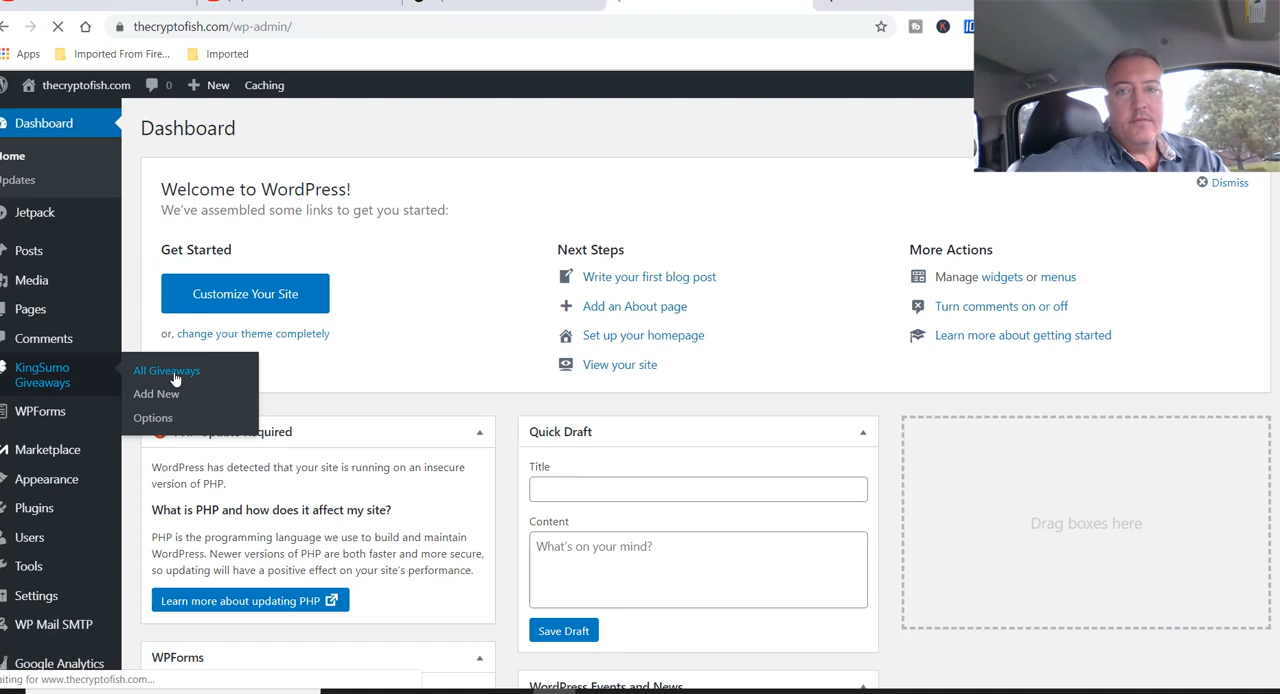 thecryptofish.com/wp-admin/
Apps
Imported From Fire...
Imported
thecryptofish.com
0
New
Caching
Dashboard
Home
Updates
Jetpack
Posts
Media
Pages
Comments
KingSumo
Giveaways
All Giveaways
Add New
Options
WPForms
Marketplace
Appearance
Plugins
Users
Tools
Settings
WP Mail SMTP
Google Analytics
aiting for www.thecryptofish.com...
Dashboard
Dismiss
Welcome to WordPress!
We've assembled some links to get you started:
Get Started
Customize Your Site
or, change your theme completely
Next Steps
Write your first blog post
Add an About page
Set up your homepage
View your site
More Actions
Manage widgets or menus
Turn comments on or off
Learn more about getting started
Required
WordPress has detected that your site is running on an insecure
version of PHP.
What is PHP and how does it affect my site?
PHP is the programming language we use to build and maintain
WordPress. Newer versions of PHP are both faster and more secure,
so updating will have a positive effect on your site's performance.
Learn more about updating PHP
WPForms
Quick Draft
Title
Content
What's on your mind?
Save Draft
WordPress Events and News
Drag boxes here